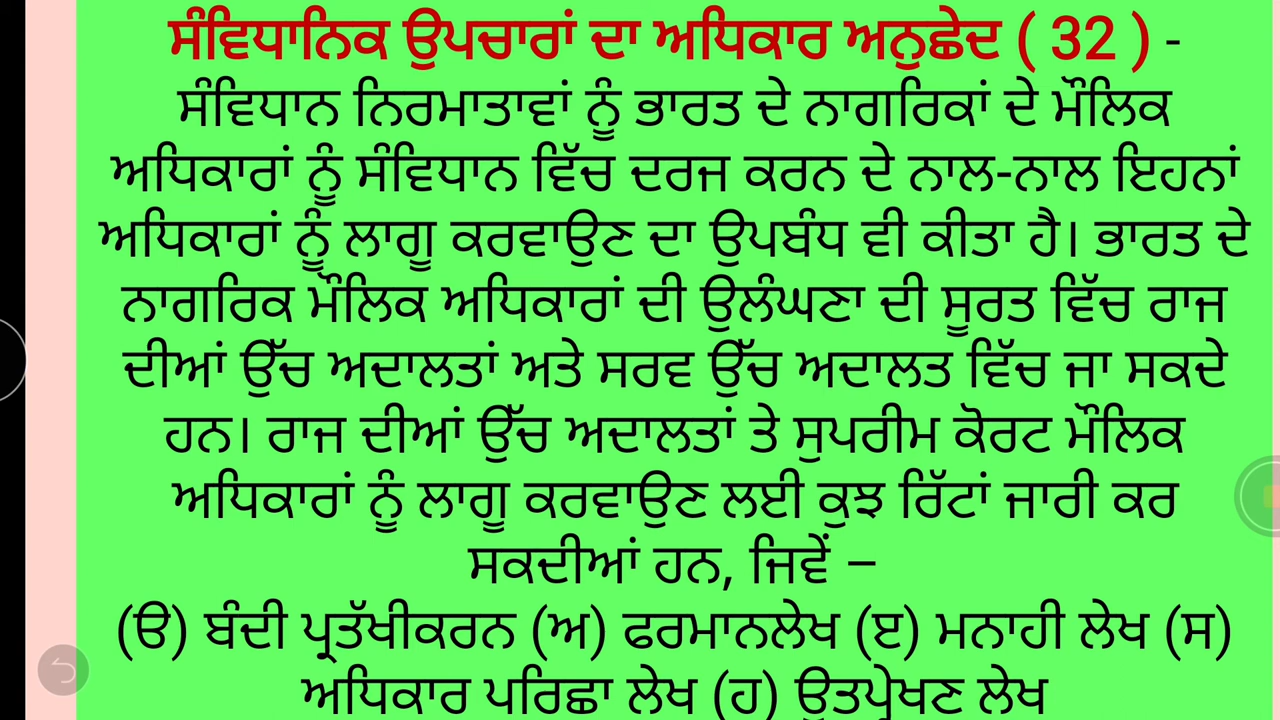 ਸੰਵਿਧਾਨਿਕ ਉਪਚਾਰਾਂ ਦਾ ਅਧਿਕਾਰ ਅਨੁਛੇਦ ( 32 ) -
ਸੰਵਿਧਾਨ ਨਿਰਮਾਤਾਵਾਂ ਨੂੰ ਭਾਰਤ ਦੇ ਨਾਗਰਿਕਾਂ ਦੇ ਮੌਲਿਕ
ਅਧਿਕਾਰਾਂ ਨੂੰ ਸੰਵਿਧਾਨ ਵਿੱਚ ਦਰਜ ਕਰਨ ਦੇ ਨਾਲ-ਨਾਲ ਇਹਨਾਂ
ਅਧਿਕਾਰਾਂ ਨੂੰ ਲਾਗੂ ਕਰਵਾਉਣ ਦਾ ਉਪਬੰਧ ਵੀ ਕੀਤਾ ਹੈ। ਭਾਰਤ ਦੇ
ਨਾਗਰਿਕ ਮੌਲਿਕ ਅਧਿਕਾਰਾਂ ਦੀ ਉਲੰਘਣਾ ਦੀ ਸੂਰਤ ਵਿੱਚ ਰਾਜ
ਦੀਆਂ ਉੱਚ ਅਦਾਲਤਾਂ ਅਤੇ ਸਰਵ ਉੱਚ ਅਦਾਲਤ ਵਿੱਚ ਜਾ ਸਕਦੇ
ਹਨ। ਰਾਜ ਦੀਆਂ ਉੱਚ ਅਦਾਲਤਾਂ ਤੇ ਸੁਪਰੀਮ ਕੋਰਟ ਮੌਲਿਕ
ਅਧਿਕਾਰਾਂ ਨੂੰ ਲਾਗੂ ਕਰਵਾਉਣ ਲਈ ਕੁਝ ਰਿੱਟਾਂ ਜਾਰੀ ਕਰ
ਸਕਦੀਆਂ ਹਨ, ਜਿਵੇਂ –
(ੳ) ਬੰਦੀ ਪ੍ਰਤੱਖੀਕਰਨ (ਅ) ਫਰਮਾਨਲੇਖ (ੲ) ਮਨਾਹੀ ਲੇਖ (ਸ)
ਅਧਿਕਾਰ ਪਰਿਛਾ ਲੇਖ (ਹ) ਉਤਪ੍ਰੇਖਣ ਲੇਖ